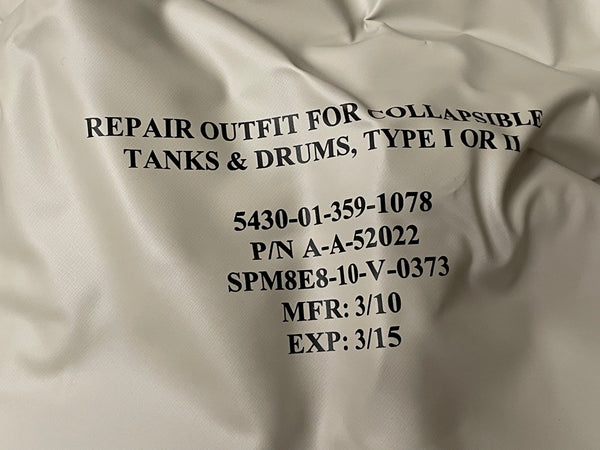 REPAIR OUTFIT FOR COLLAPSIBLE
TANKS & DRUMS, TYPE I OR II
5430-01-359-1078
P/N A-A-52022
SPM8E8-10-V-0373
MFR: 3/10
EXP: 3/15